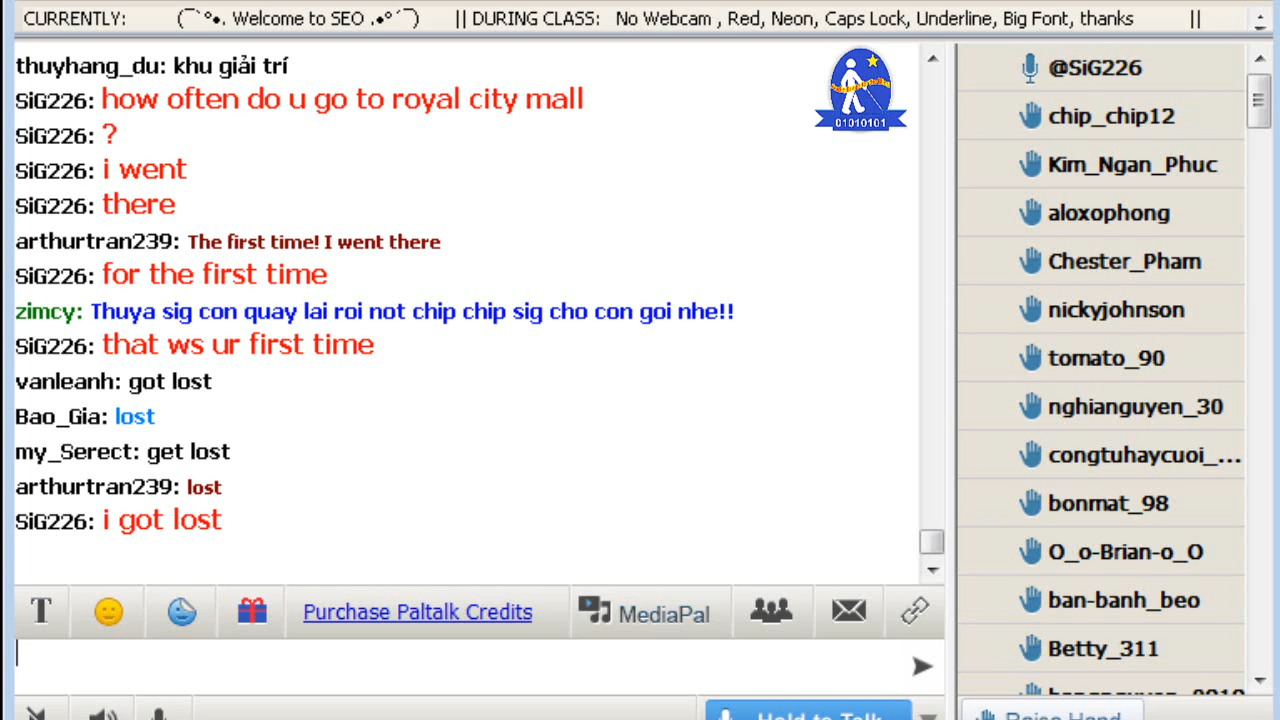 CURRENTLY: (¯`°•. Welcome to SEO .•°´¯) || DURING CLASS: No Webcam , Red, Neon, Caps Lock, Underline, Big Font, thanks ||
thuyhang_du: khu giải trí
SiG226: how often do u go to royal city mall
SiG226: ?
SiG226: i went
SiG226: there
arthurtran239: The first time! I went there
SiG226: for the first time
zimcy: Thuya sig con quay lai roi not chip chip sig cho con goi nhe!!
SiG226: that ws ur first time
vanleanh: got lost
Bao_Gia: lost
my_Serect: get lost
arthurtran239: lost
SiG226: i got lost
01010101
T
Purchase Paltalk Credits
MediaPal
Hold to Talk
@SiG226
chip_chip12
Kim_Ngan_Phuc
aloxophong
Chester_Pham
nickyjohnson
tomato_90
nghianguyen_30
congtuhaycuoi_...
bonmat_98
O_o-Brian-o_O
ban-banh_beo
Betty_311
Raise Hand